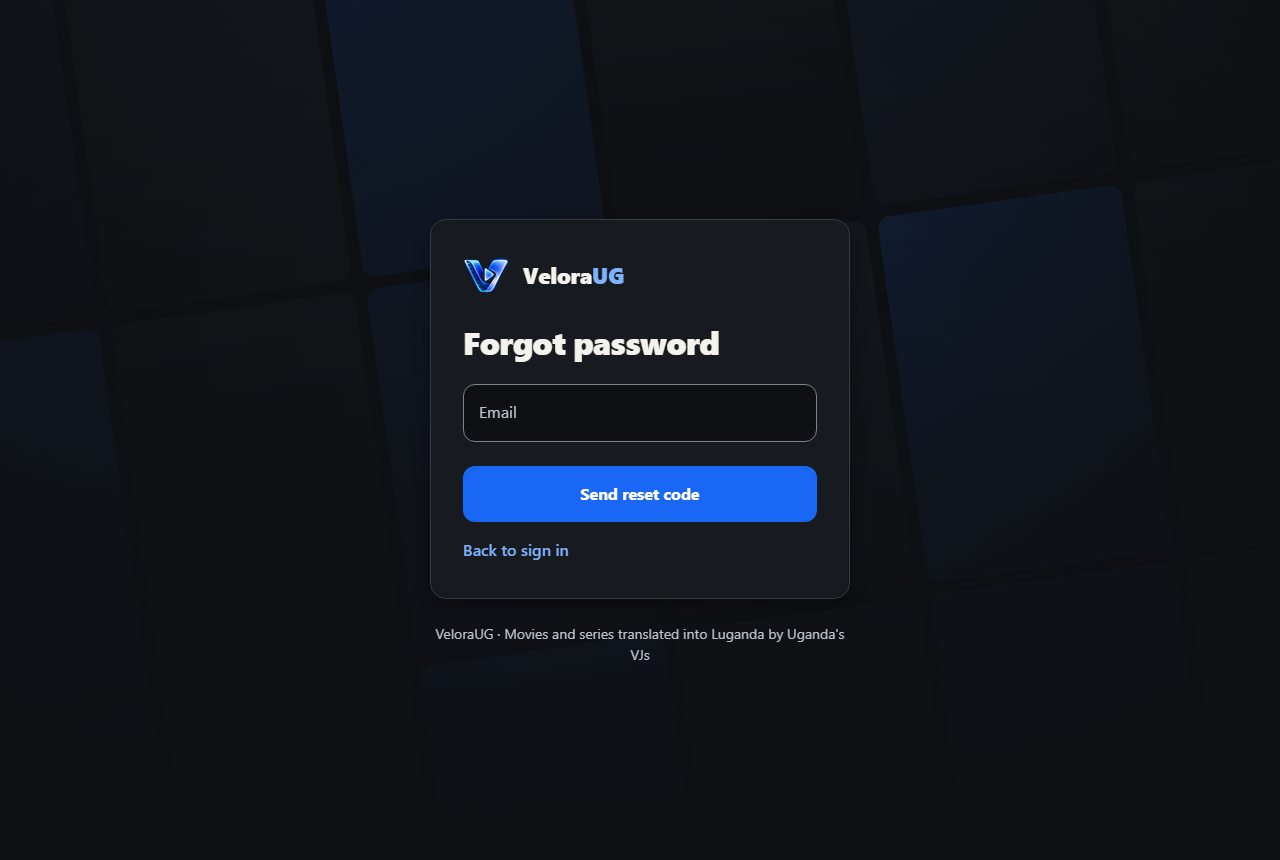 VeloraUG
Forgot password
Email
Send reset code
Back to sign in
VeloraUG · Movies and series translated into Luganda by Uganda's
VJs